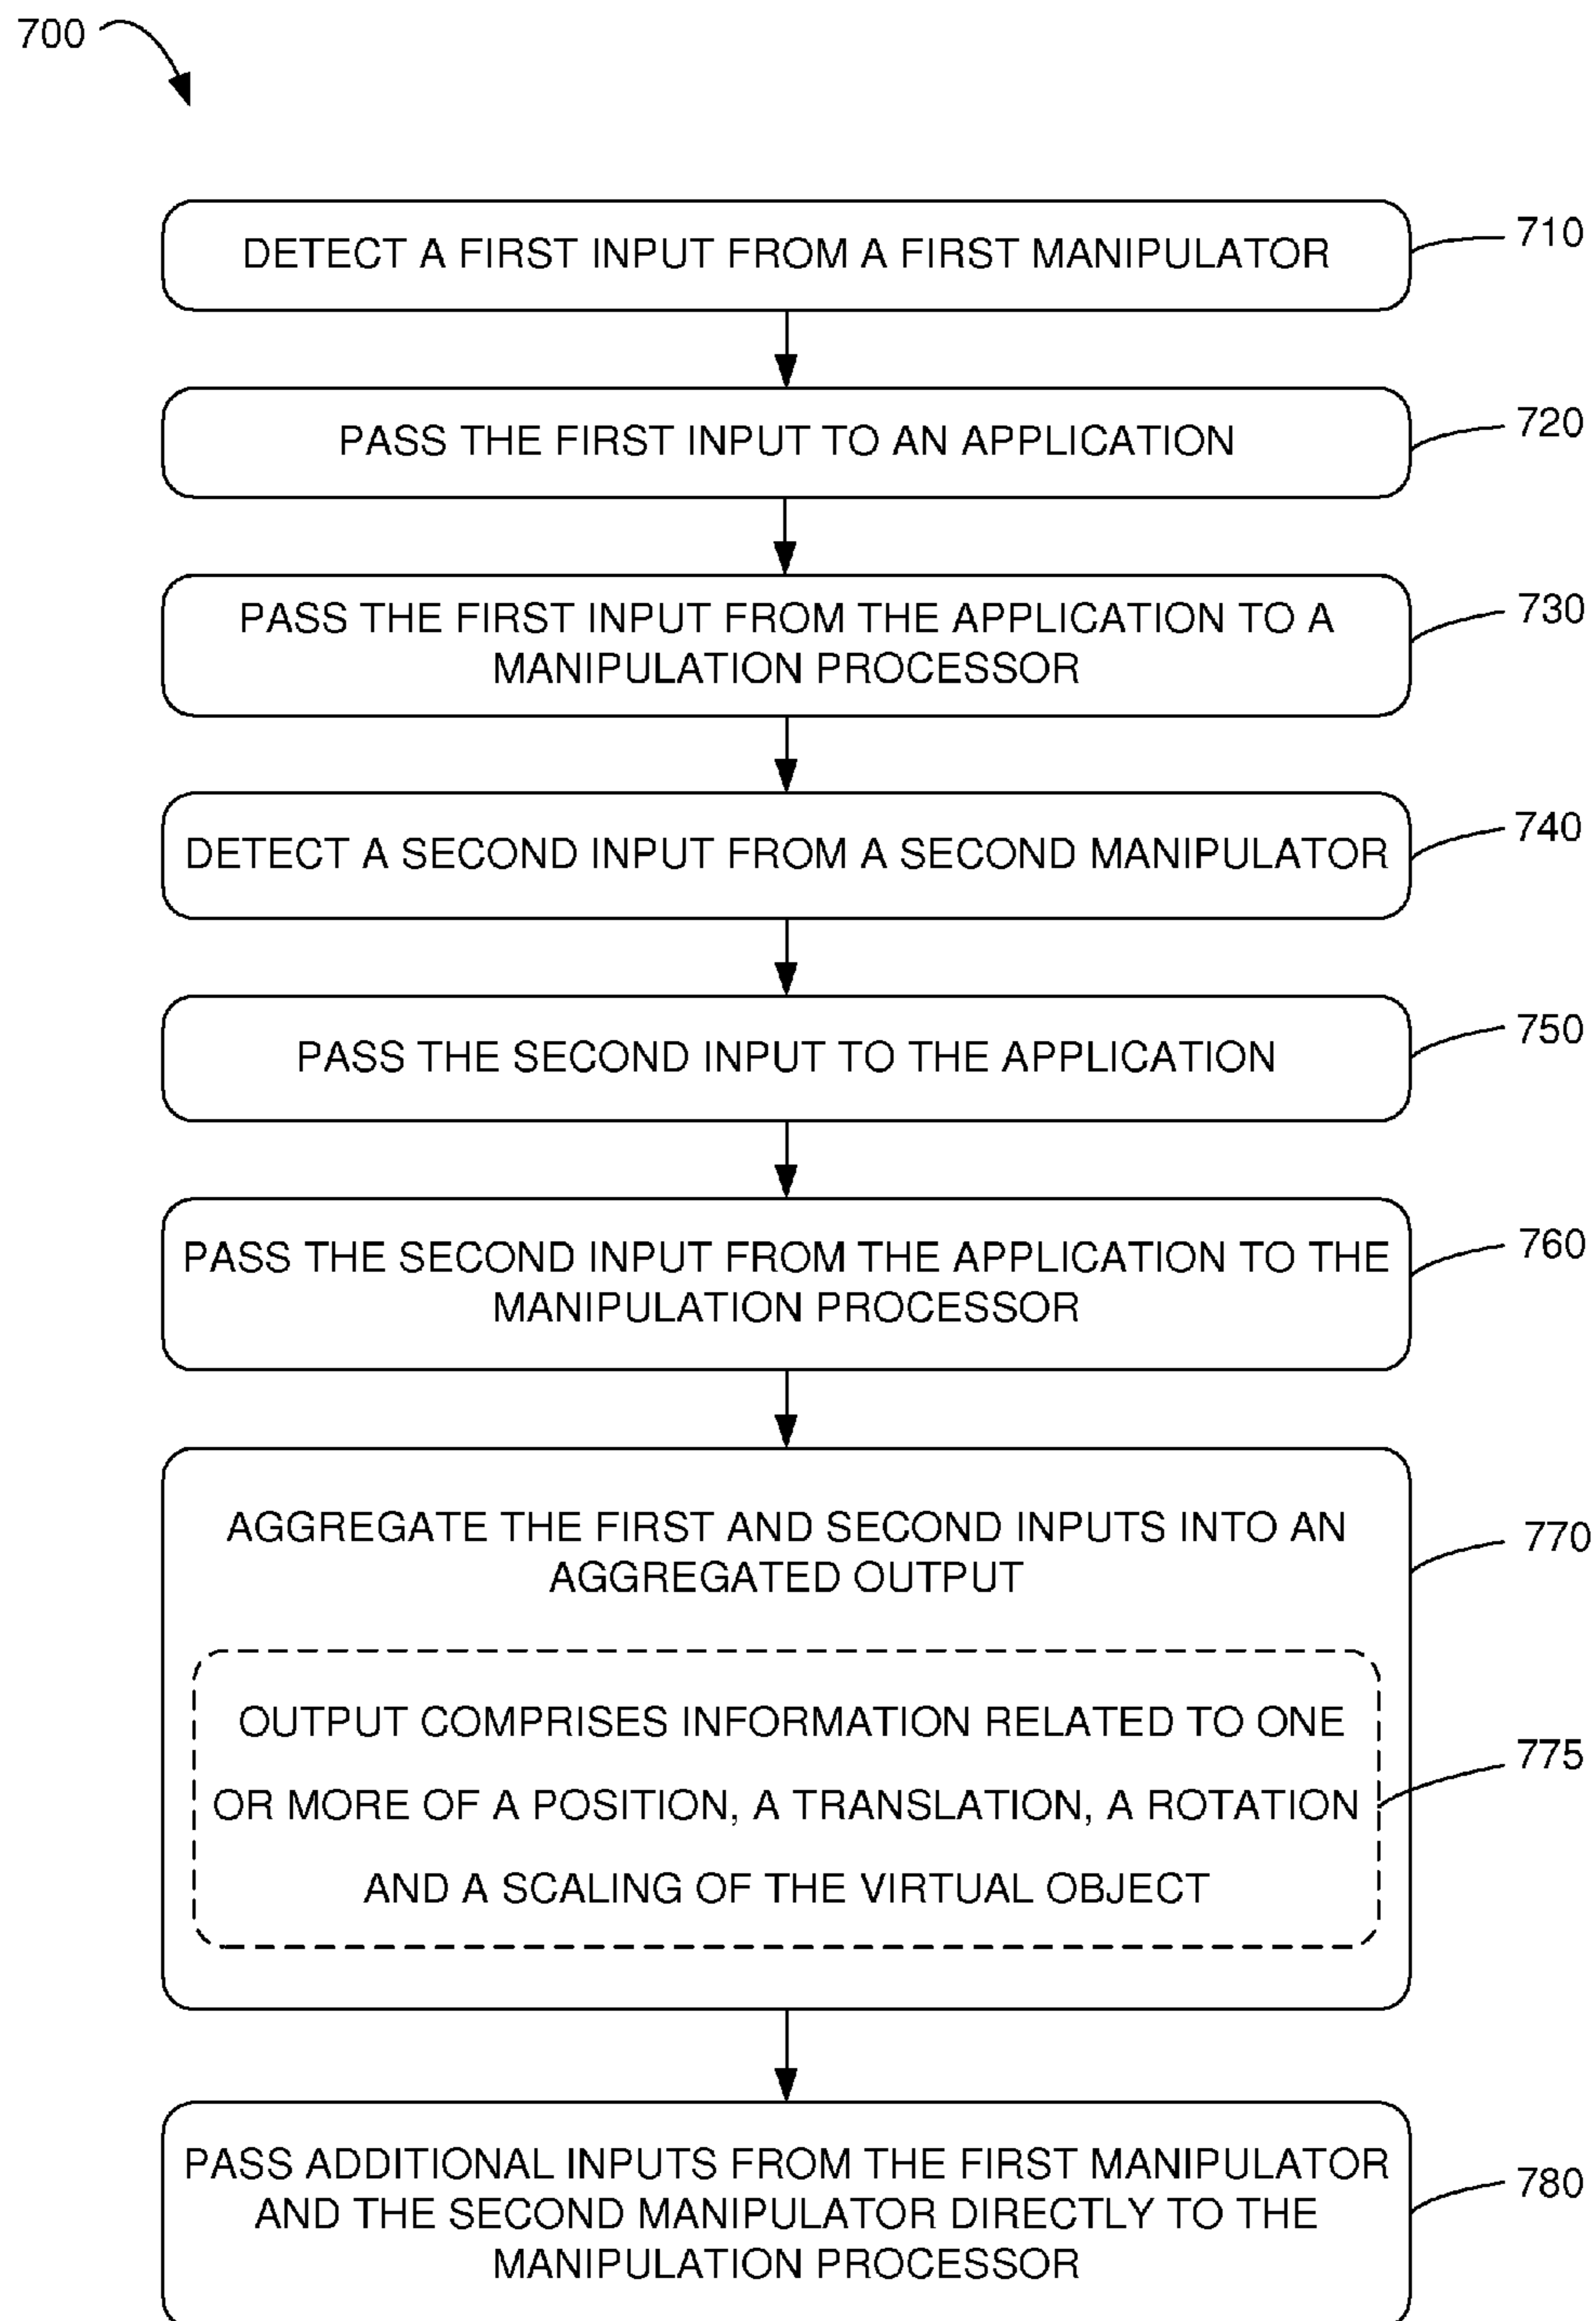 700
DETECT A FIRST INPUT FROM A FIRST MANIPULATOR
710
PASS THE FIRST INPUT TO AN APPLICATION
720
PASS THE FIRST INPUT FROM THE APPLICATION TO A
MANIPULATION PROCESSOR
730
DETECT A SECOND INPUT FROM A SECOND MANIPULATOR
740
PASS THE SECOND INPUT TO THE APPLICATION
750
PASS THE SECOND INPUT FROM THE APPLICATION TO THE
MANIPULATION PROCESSOR
760
AGGREGATE THE FIRST AND SECOND INPUTS INTO AN
AGGREGATED OUTPUT
770
OUTPUT COMPRISES INFORMATION RELATED TO ONE
OR MORE OF A POSITION, A TRANSLATION, A ROTATION
AND A SCALING OF THE VIRTUAL OBJECT
775
PASS ADDITIONAL INPUTS FROM THE FIRST MANIPULATOR
AND THE SECOND MANIPULATOR DIRECTLY TO THE
MANIPULATION PROCESSOR
780